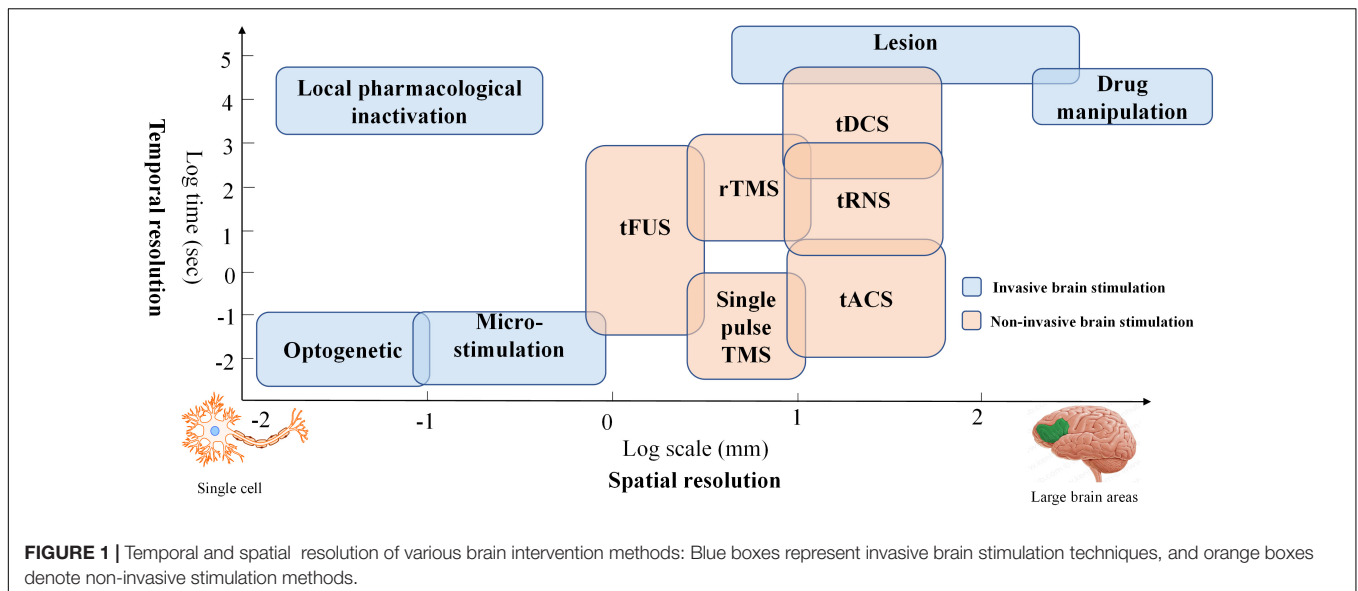 Temporal resolution
Log time (sec)
5
4
3
2
1
0
-1
-2
Local pharmacological
inactivation
Lesion
Drug
manipulation
tDCS
rTMS
tRNS
tFUS
tACS
Single
pulse
TMS
Micro-
stimulation
Optogenetic
Invasive brain stimulation
Non-invasive brain stimulation
-2
-1
0
1
2
Log scale (mm)
Spatial resolution
Single cell
Large brain areas
FIGURE 1 | Temporal and spatial resolution of various brain intervention methods: Blue boxes represent invasive brain stimulation techniques, and orange boxes
denote non-invasive stimulation methods.